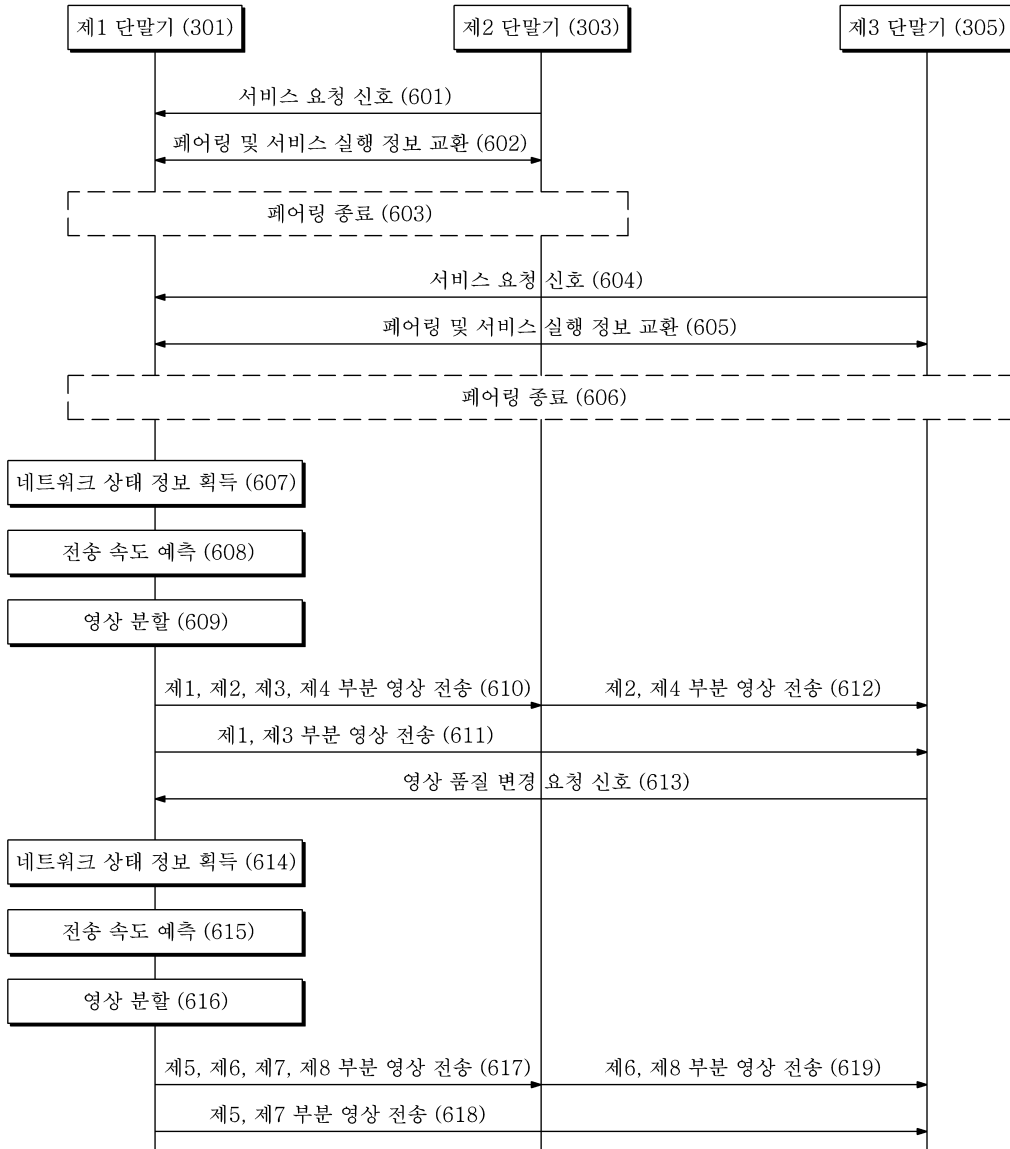 제1 단말기 (301)
제2 단말기 (303)
제3 단말기 (305)
서비스 요청 신호 (601)
페어링 및 서비스 실행 정보 교환 (602)
페어링 종료 (603)
서비스 요청 신호 (604)
페어링 및 서비스 실행 정보 교환 (605)
페어링 종료 (606)
네트워크 상태 정보 획득 (607)
전송 속도 예측 (608)
영상 분할 (609)
제1, 제2, 제3, 제4 부분 영상 전송 (610)
제2, 제4 부분 영상 전송 (612)
제1, 제3 부분 영상 전송 (611)
영상 품질 변경 요청 신호 (613)
네트워크 상태 정보 획득 (614)
전송 속도 예측 (615)
영상 분할 (616)
제5, 제6, 제7, 제8 부분 영상 전송 (617)
제6, 제8 부분 영상 전송 (619)
제5, 제7 부분 영상 전송 (618)